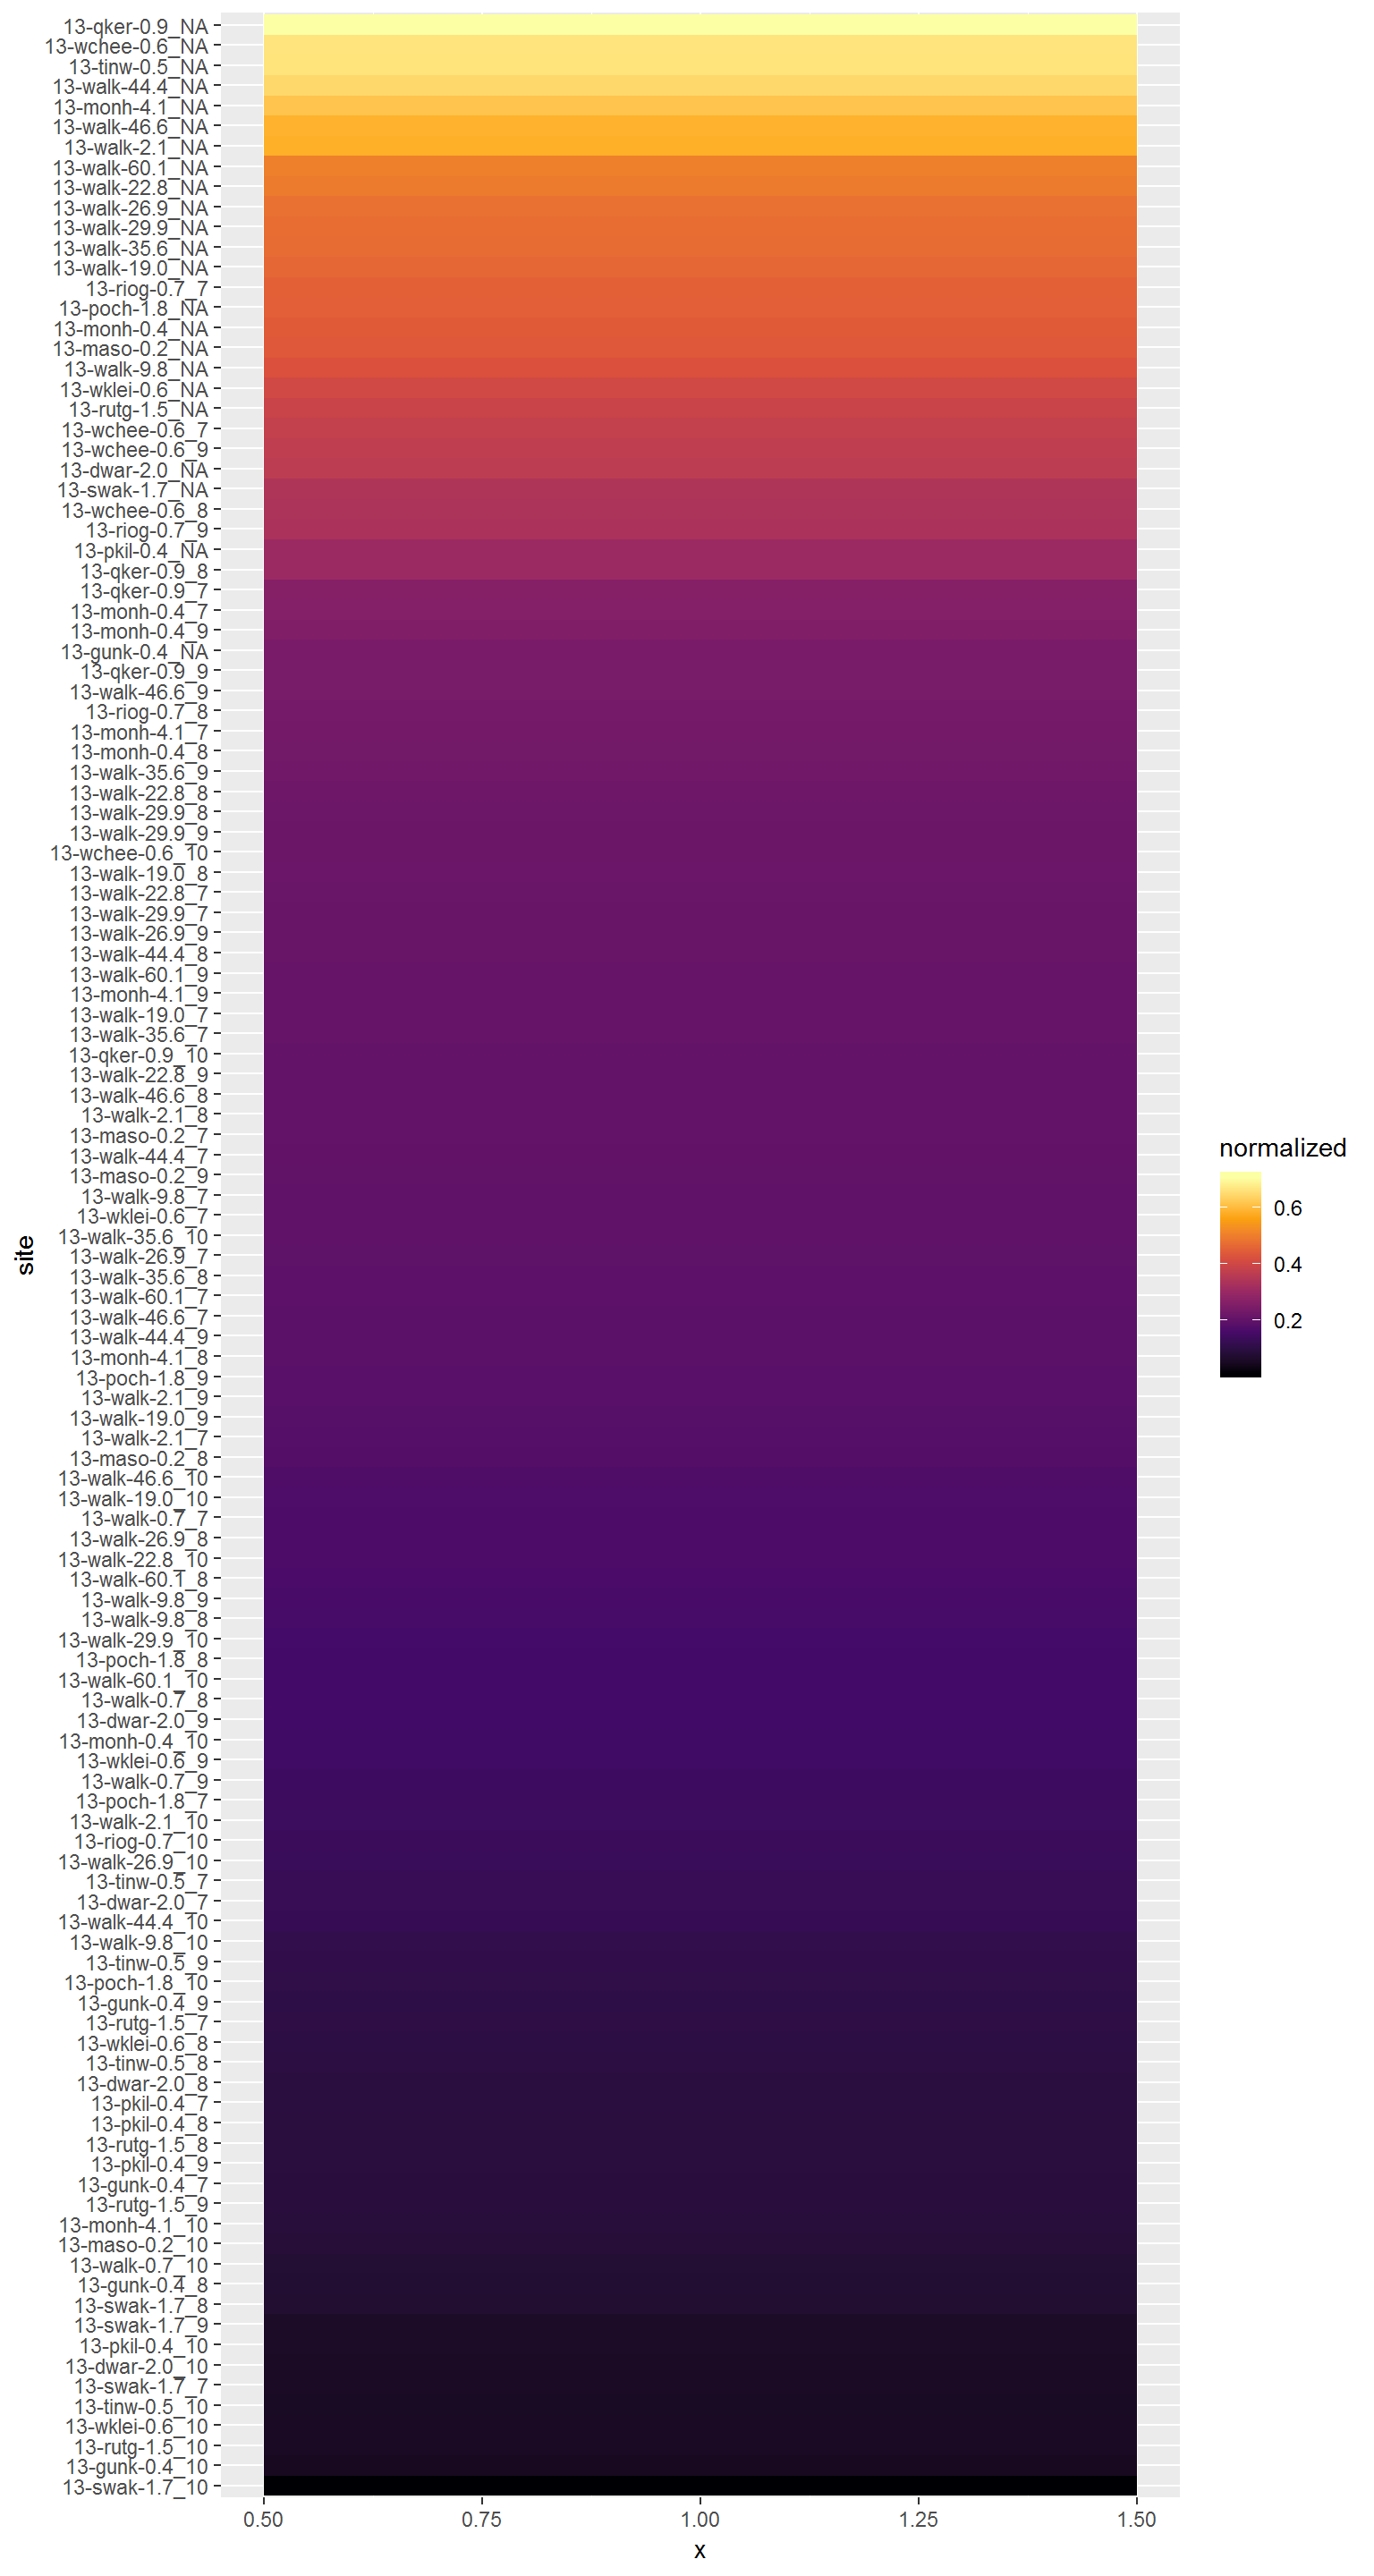 13-qker-0.9_NA
13-wchee-0.6_NA
13-tinw-0.5_NA
13-walk-44.4_NA
13-monh-4.1_NA
13-walk-46.6_NA
13-walk-2.1_NA
13-walk-60.1_NA
13-walk-22.8_NA
13-walk-26.9_NA
13-walk-29.9_NA
13-walk-35.6_NA
13-walk-19.0_NA
13-riog-0.7_7
13-poch-1.8_NA
13-monh-0.4_NA
13-maso-0.2_NA
13-walk-9.8_NA
13-wklei-0.6_NA
13-rutg-1.5_NA
13-wchee-0.6_7
13-wchee-0.6_9
13-dwar-2.0_NA
13-swak-1.7_NA
13-wchee-0.6_8
13-riog-0.7_9
13-pkil-0.4_NA
13-qker-0.9_8
13-qker-0.9_7
13-monh-0.4_7
13-monh-0.4_9
13-gunk-0.4_NA
13-qker-0.9_9
13-walk-46.6_9
13-riog-0.7_8
13-monh-4.1_7
13-monh-0.4_8
13-walk-35.6_9
13-walk-22.8_8
13-walk-29.9_8
13-walk-29.9_9
13-wchee-0.6_10
13-walk-19.0_8
13-walk-22.8_7
13-walk-29.9_7
13-walk-26.9_9
13-walk-44.4_8
13-walk-60.1_9
13-monh-4.1_9
13-walk-19.0_7
13-walk-35.6_7
13-qker-0.9_10
13-walk-22.8_9
13-walk-46.6_8
13-walk-2.1_8
13-maso-0.2_7
13-walk-44.4_7
13-maso-0.2_9
13-walk-9.8_7
13-wklei-0.6_7
13-walk-35.6_10
13-walk-26.9_7
13-walk-35.6_8
13-walk-60.1_7
13-walk-46.6_7
13-walk-44.4_9
13-monh-4.1_8
13-poch-1.8_9
13-walk-2.1_9
13-walk-19.0_9
13-walk-2.1_7
13-maso-0.2_8
13-walk-46.6_10
13-walk-19.0_10
13-walk-0.7_7
13-walk-26.9_8
13-walk-22.8_10
13-walk-60.1_8
13-walk-9.8_9
13-walk-9.8_8
13-walk-29.9_10
13-poch-1.8_8
13-walk-60.1_10
13-walk-0.7_8
13-dwar-2.0_9
13-monh-0.4_10
13-wklei-0.6_9
13-walk-0.7_9
13-poch-1.8_7
13-walk-2.1_10
13-riog-0.7_10
13-walk-26.9_10
13-tinw-0.5_7
13-dwar-2.0_7
13-walk-44.4_10
13-walk-9.8_10
13-tinw-0.5_9
13-poch-1.8_10
13-gunk-0.4_9
13-rutg-1.5_7
13-wklei-0.6_8
13-tinw-0.5_8
13-dwar-2.0_8
13-pkil-0.4_7
13-pkil-0.4_8
13-rutg-1.5_8
13-pkil-0.4_9
13-gunk-0.4_7
13-rutg-1.5_9
13-monh-4.1_10
13-maso-0.2_10
13-walk-0.7_10
13-gunk-0.4_8
13-swak-1.7_8
13-swak-1.7_9
13-pkil-0.4_10
13-dwar-2.0_10
13-swak-1.7_7
13-tinw-0.5_10
13-wklei-0.6_10
13-rutg-1.5_10
13-gunk-0.4_10
13-swak-1.7_10
site
0.50 0.75 1.00 1.25 1.50
x
normalized
0.6
0.4
0.2